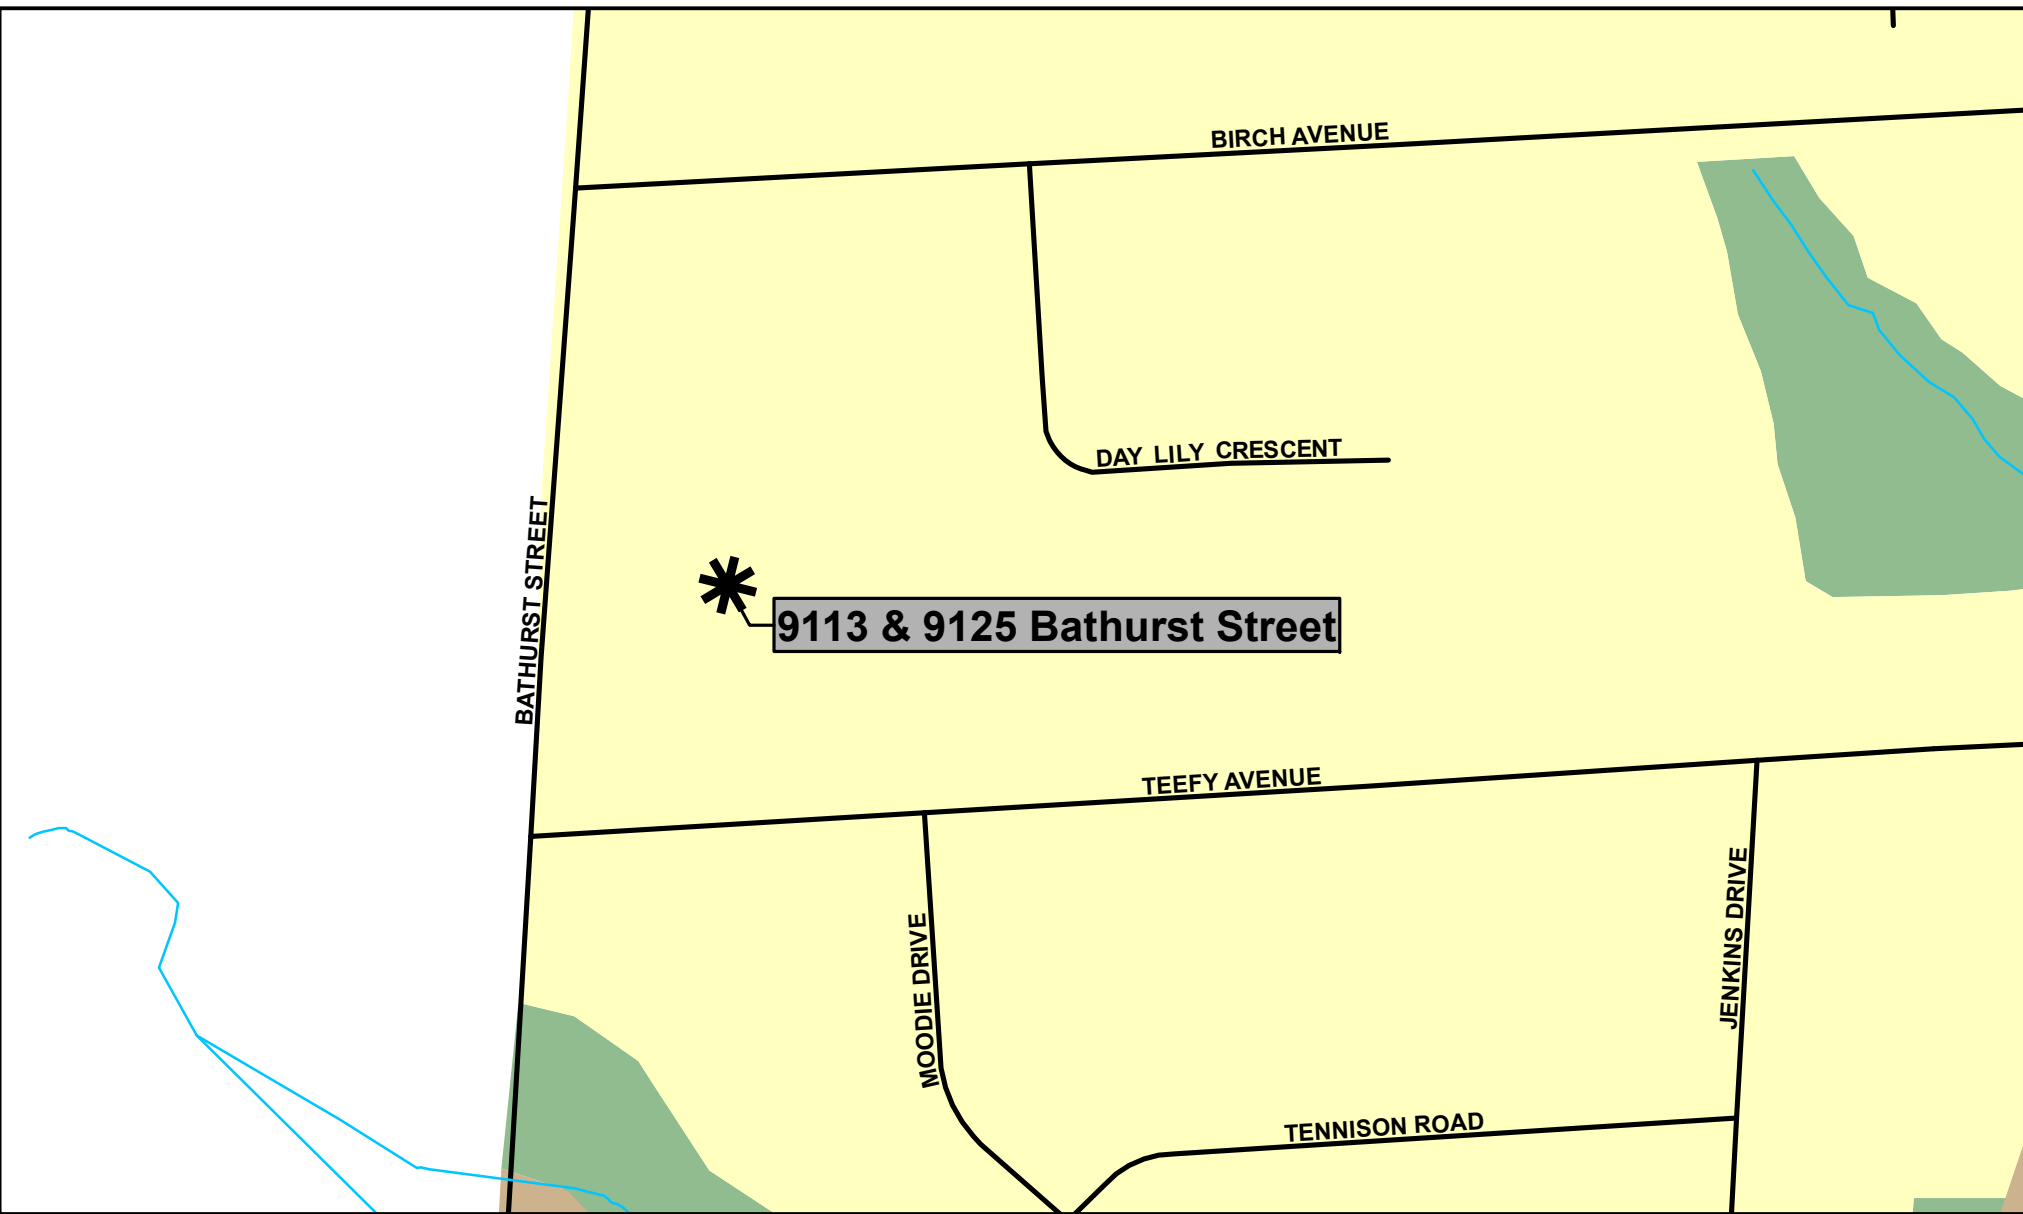 BIRCH AVENUE
DAY LILY CRESCENT
BATHURST STREET
9113 & 9125 Bathurst Street
TEEFY AVENUE
MOODIE DRIVE
JENKINS DRIVE
TENNISON ROAD